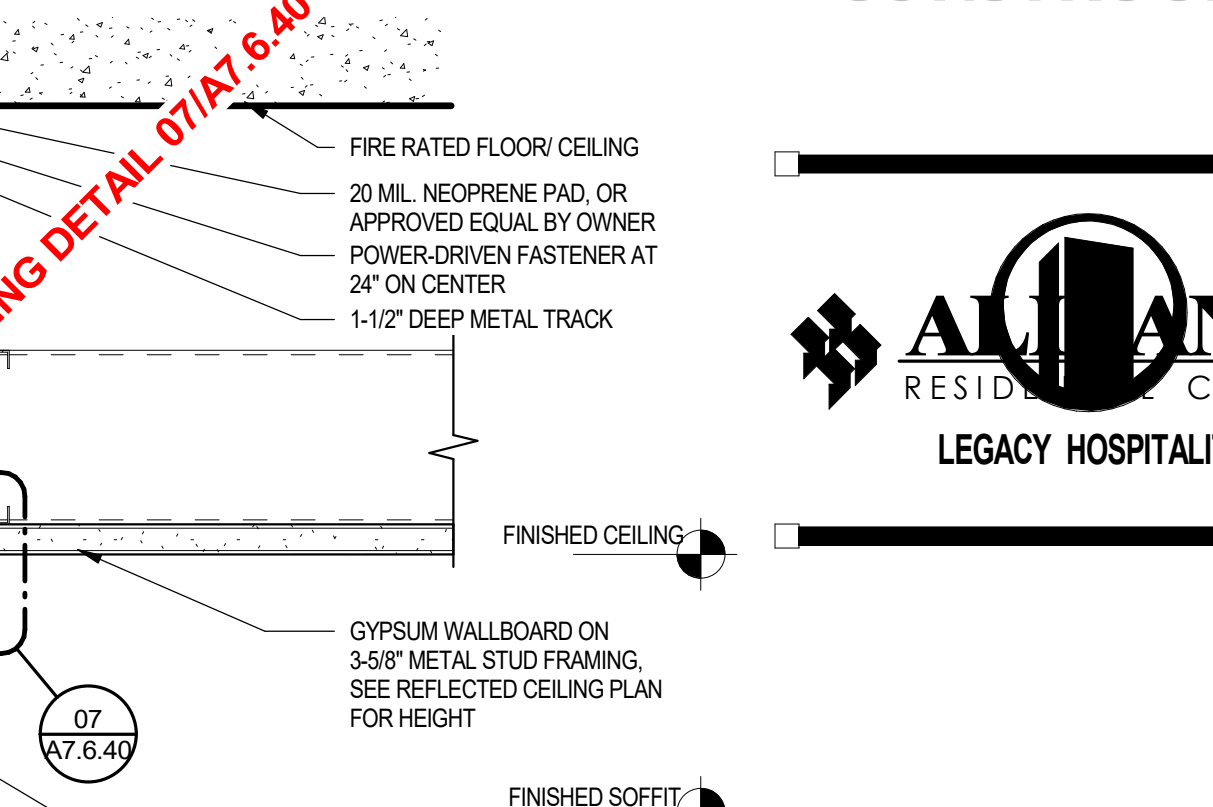 DETAIL 07/A7.6.40
FIRE RATED FLOOR/ CEILING
20 MIL. NEOPRENE PAD, OR
APPROVED EQUAL BY OWNER
POWER-DRIVEN FASTENER AT
24" ON CENTER
1-1/2" DEEP METAL TRACK
FINISHED CEILING
GYPSUM WALLBOARD ON
3-5/8" METAL STUD FRAMING,
SEE REFLECTED CEILING PLAN
FOR HEIGHT
07
A7.6.40
FINISHED SOFFIT
LEGACY